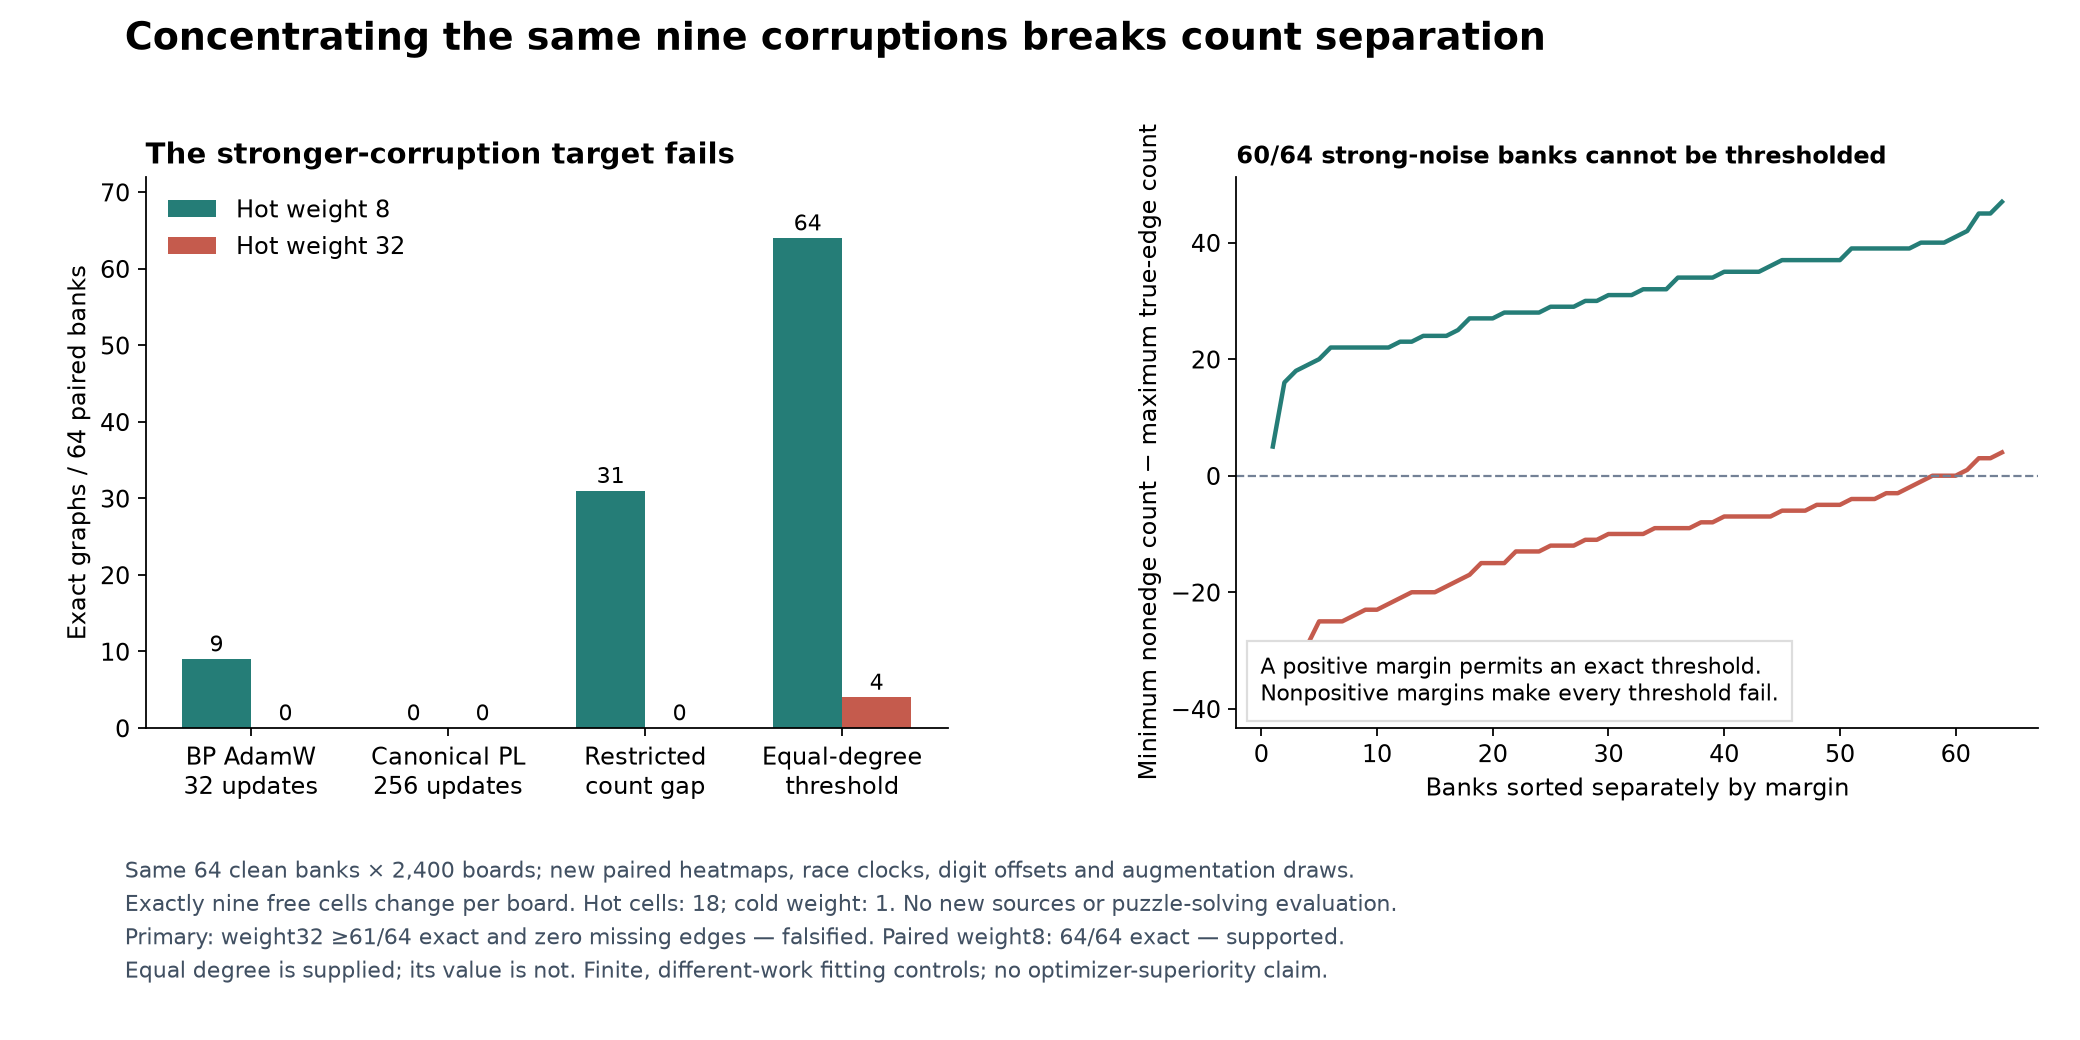 Concentrating the same nine corruptions breaks count separation
The stronger-corruption target fails
Exact graphs / 64 paired banks
70
60
50
40
30
20
10
0
Hot weight 8
Hot weight 32
9
0
0
0
31
0
64
4
BP AdamW
32 updates
Canonical PL
256 updates
Restricted
count gap
Equal-degree
threshold
60/64 strong-noise banks cannot be thresholded
Minimum nonedge count − maximum true-edge count
40
20
0
−20
−40
A positive margin permits an exact threshold.
Nonpositive margins make every threshold fail.
0
10
20
30
40
50
60
Banks sorted separately by margin
Same 64 clean banks × 2,400 boards; new paired heatmaps, race clocks, digit offsets and augmentation draws.
Exactly nine free cells change per board. Hot cells: 18; cold weight: 1. No new sources or puzzle-solving evaluation.
Primary: weight32 ≥61/64 exact and zero missing edges — falsified. Paired weight8: 64/64 exact — supported.
Equal degree is supplied; its value is not. Finite, different-work fitting controls; no optimizer-superiority claim.